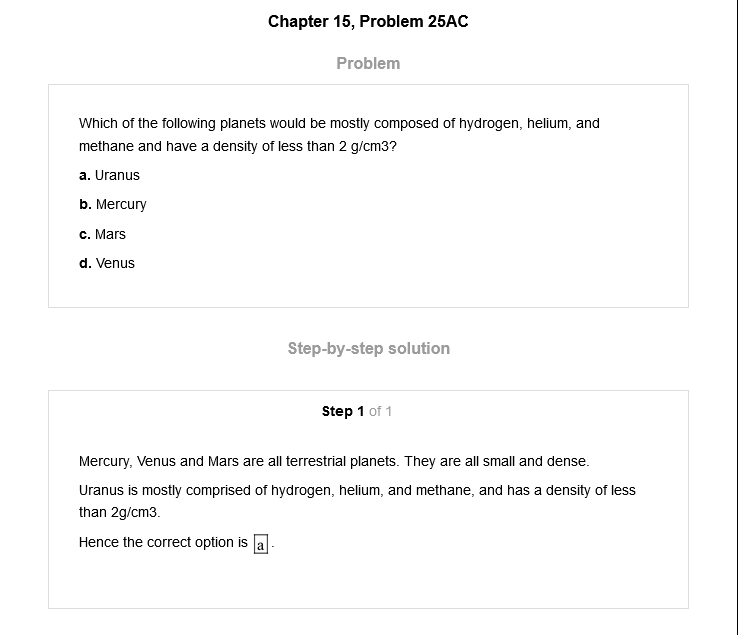 Chapter 15, Problem 25AC
Problem
Which of the following planets would be mostly composed of hydrogen, helium, and
methane and have a density of less than 2 g/cm3?
a. Uranus
b. Mercury
c. Mars
d. Venus
Step-by-step solution
Step 1 of 1
Mercury, Venus and Mars are all terrestrial planets. They are all small and dense.
Uranus is mostly comprised of hydrogen, helium, and methane, and has a density of less
than 2g/cm3.
Hence the correct option is a.